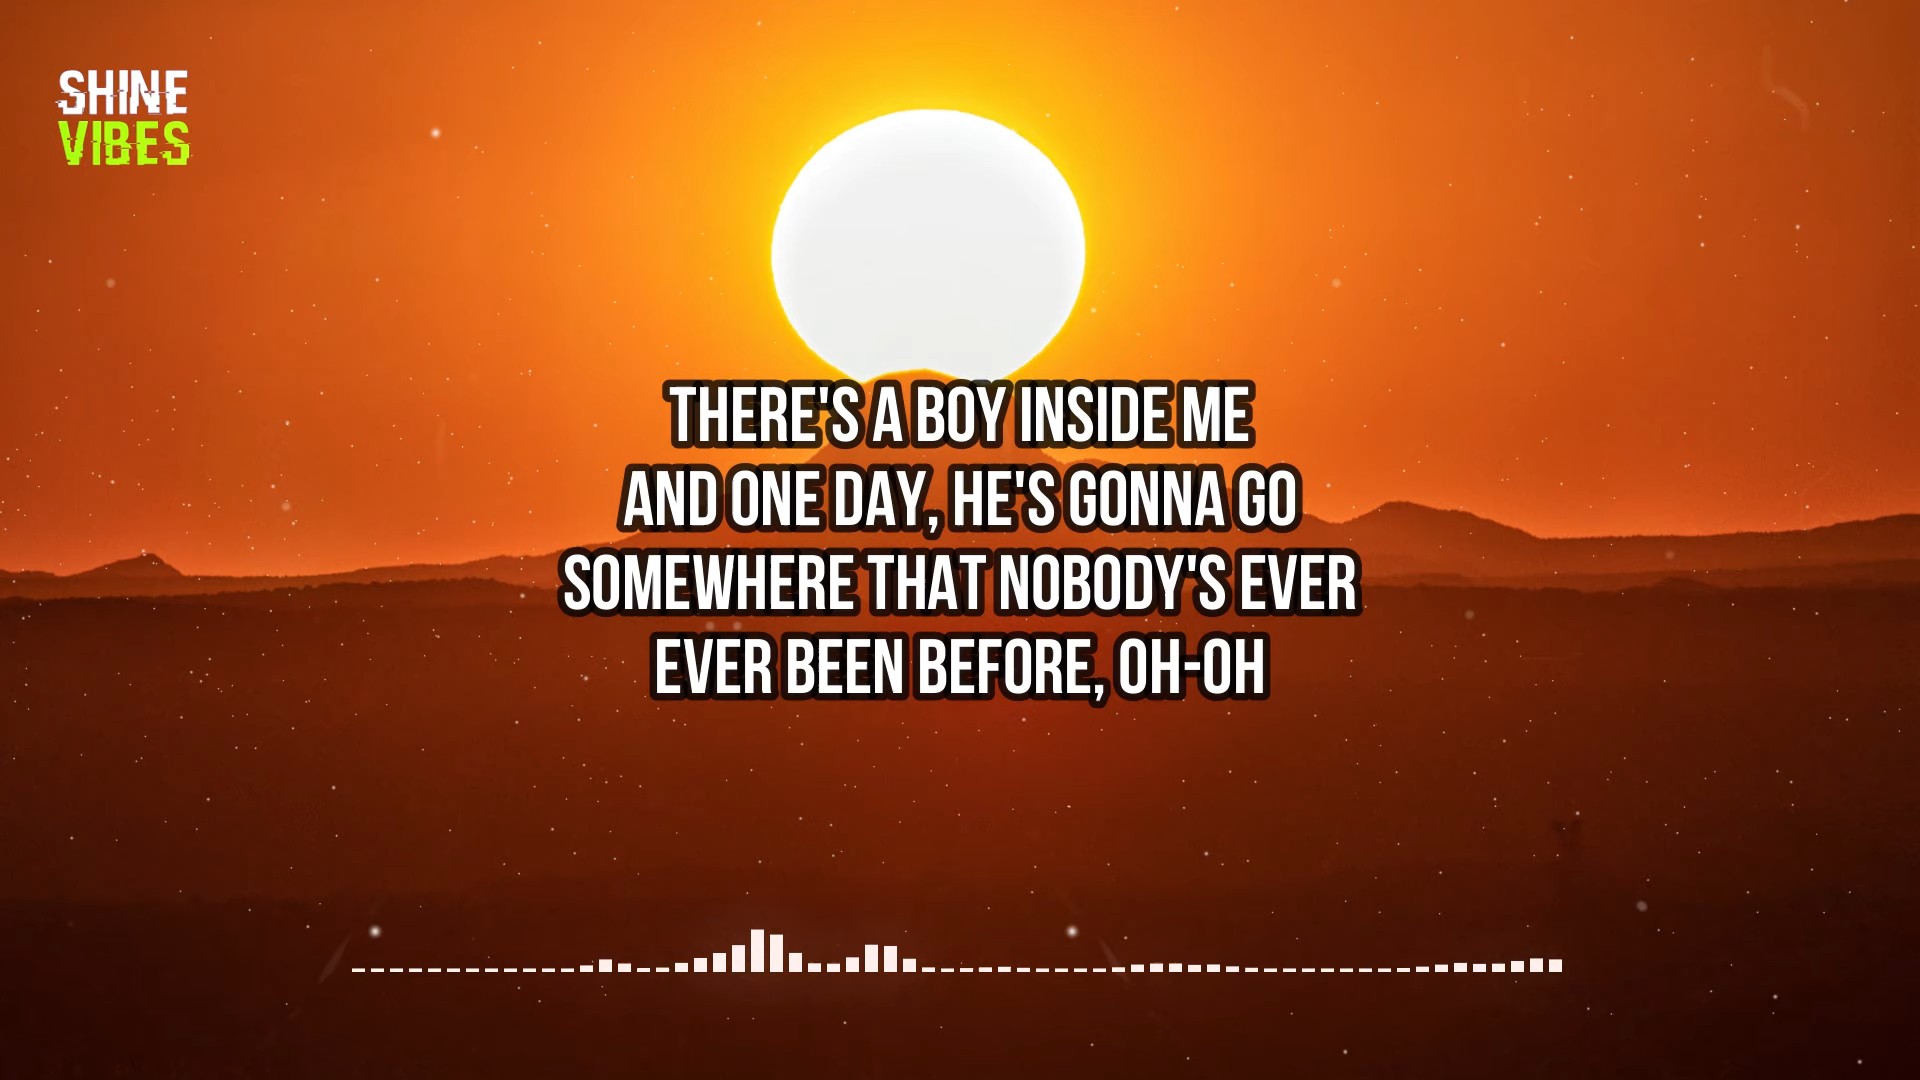 SHINE
VIBES
THERE'S A BOY INSIDE ME
AND ONE DAY, HE'S GONNA GO
SOMEWHERE THAT NOBODY'S EVER
EVER BEEN BEFORE, OH-OH